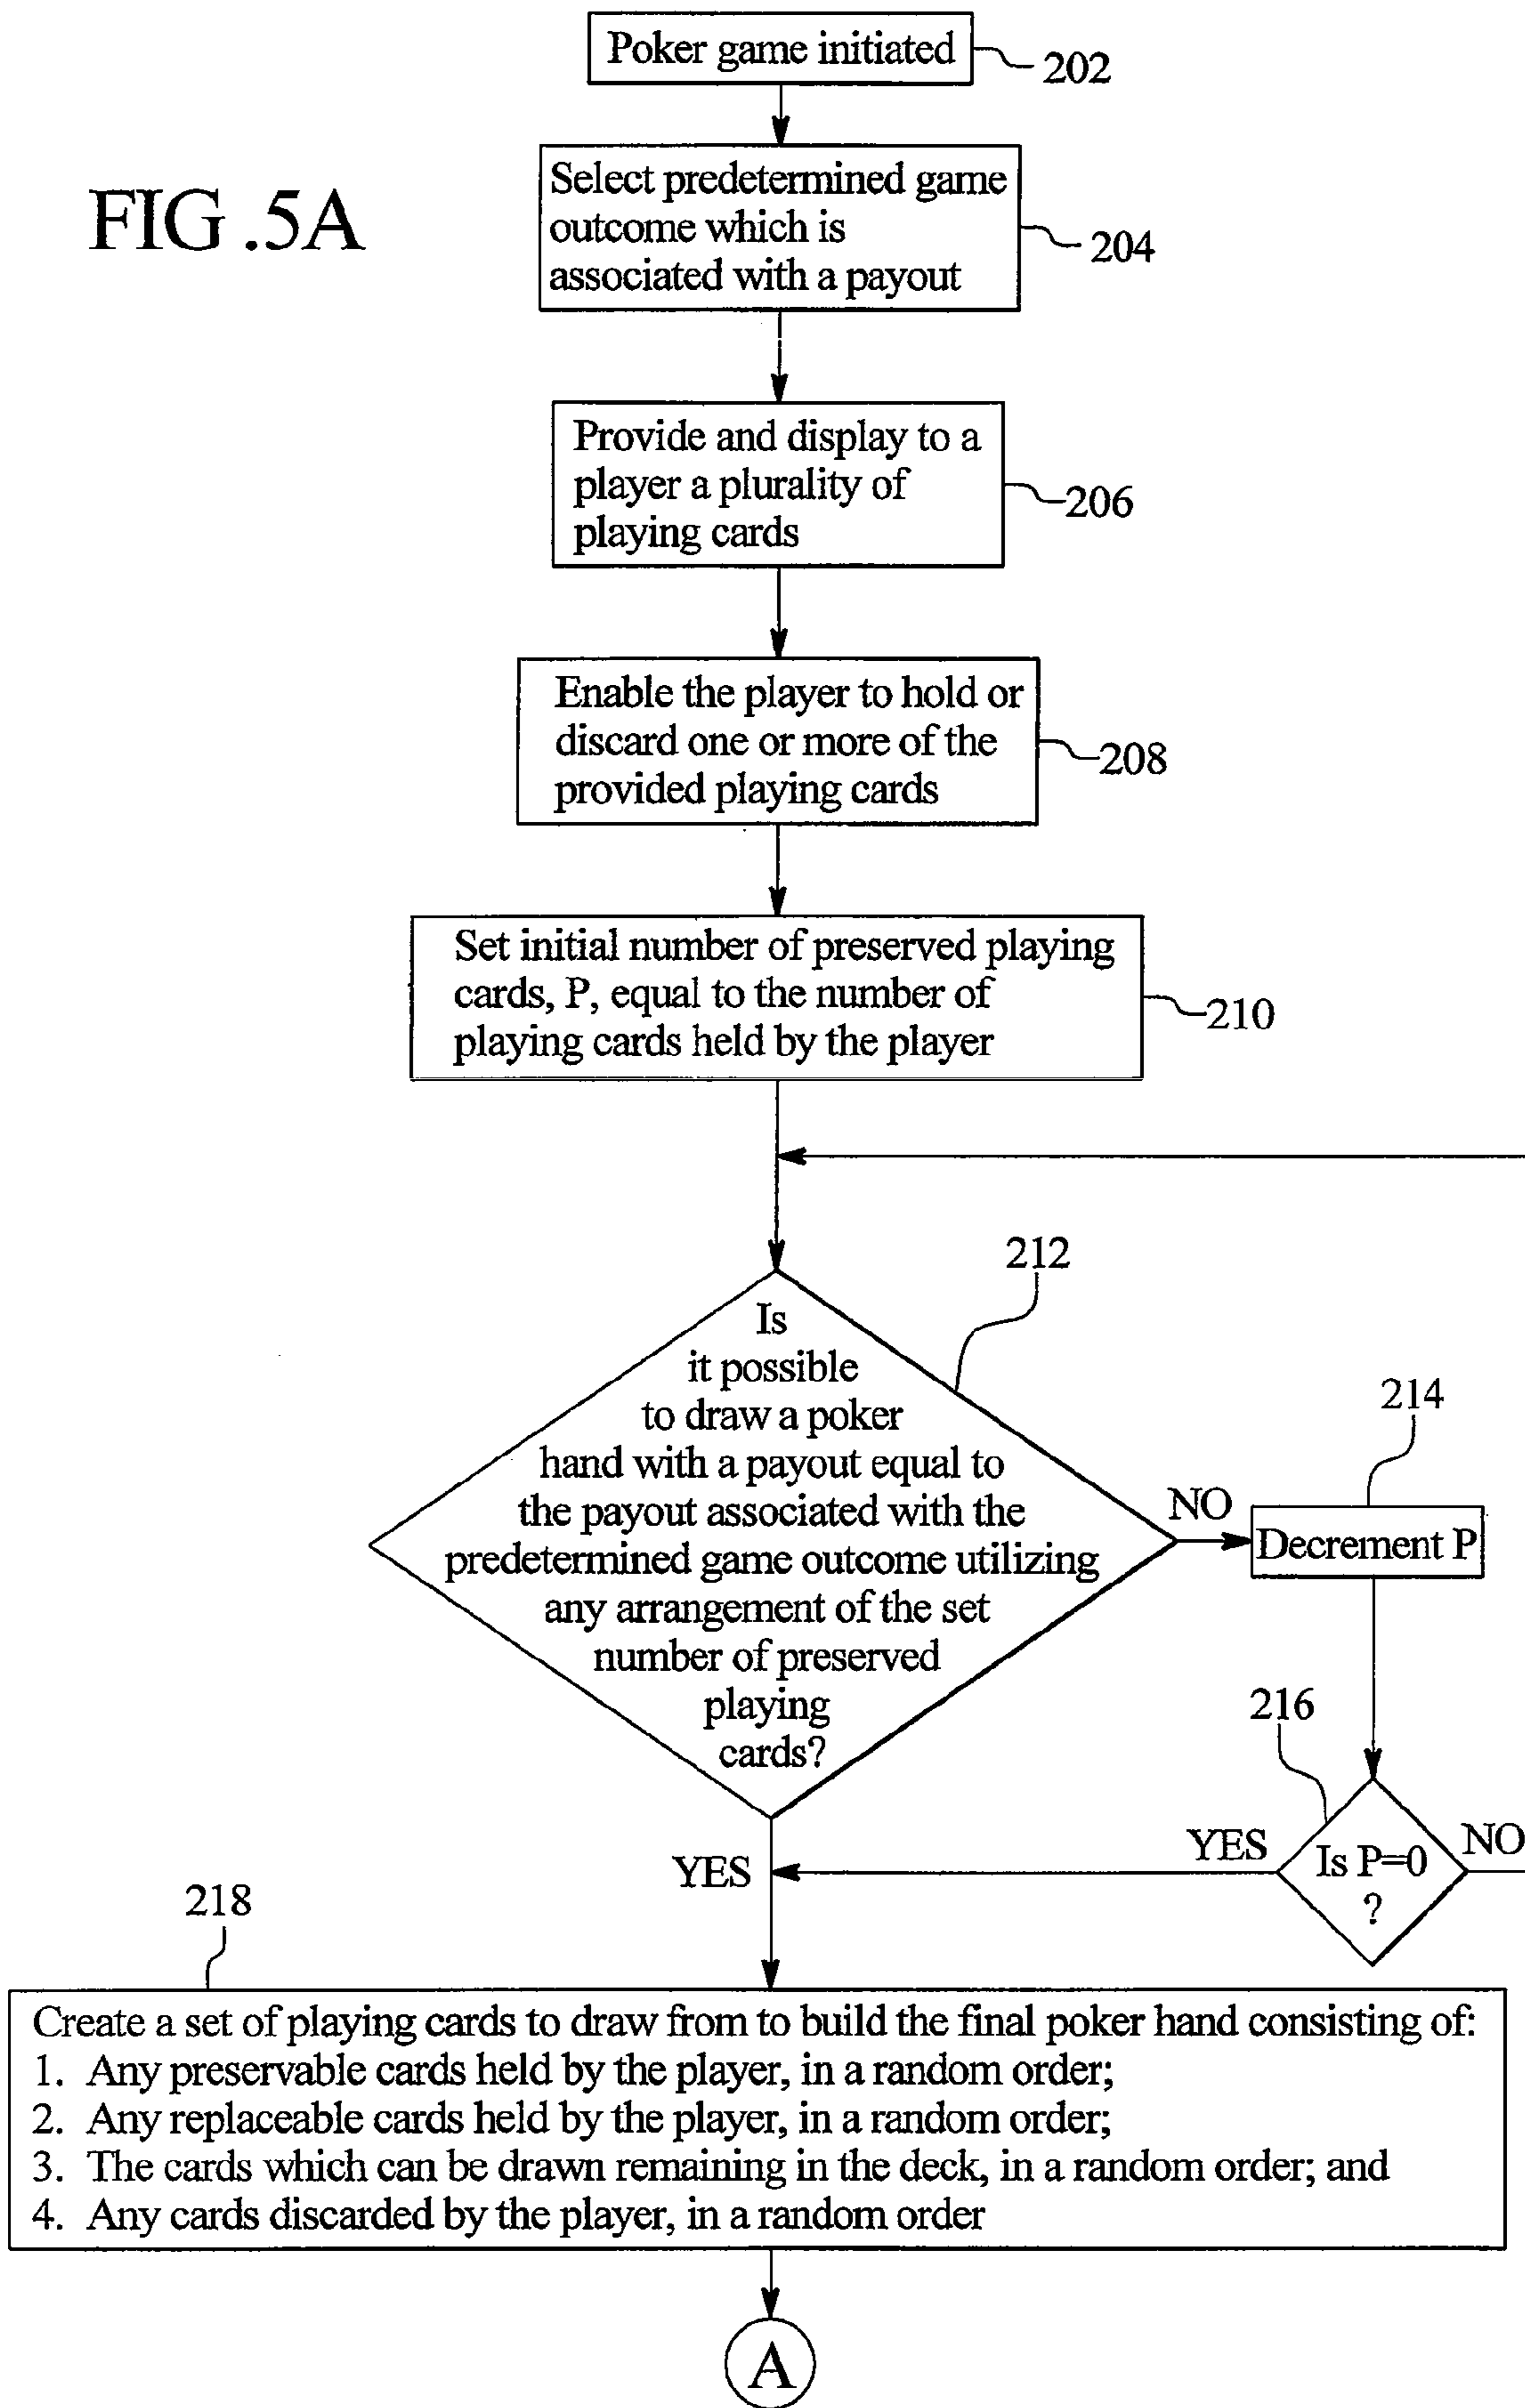 Poker game initiated
202
FIG .5A
Select predetermined game
outcome which is
associated with a payout
204
Provide and display to a
player a plurality of
playing cards
206
Enable the player to hold or
discard one or more of the
provided playing cards
208
Set initial number of preserved playing
cards, P, equal to the number of
playing cards held by the player
210
212
Is
it possible
to draw a poker
hand with a payout equal to
the payout associated with the
predetermined game outcome utilizing
any arrangement of the set
number of preserved
playing
cards?
NO
214
Decrement P
216
Is P=0
?
YES
NO
YES
218
Create a set of playing cards to draw from to build the final poker hand consisting of:
1. Any preservable cards held by the player, in a random order;
2. Any replaceable cards held by the player, in a random order;
3. The cards which can be drawn remaining in the deck, in a random order; and
4. Any cards discarded by the player, in a random order
A